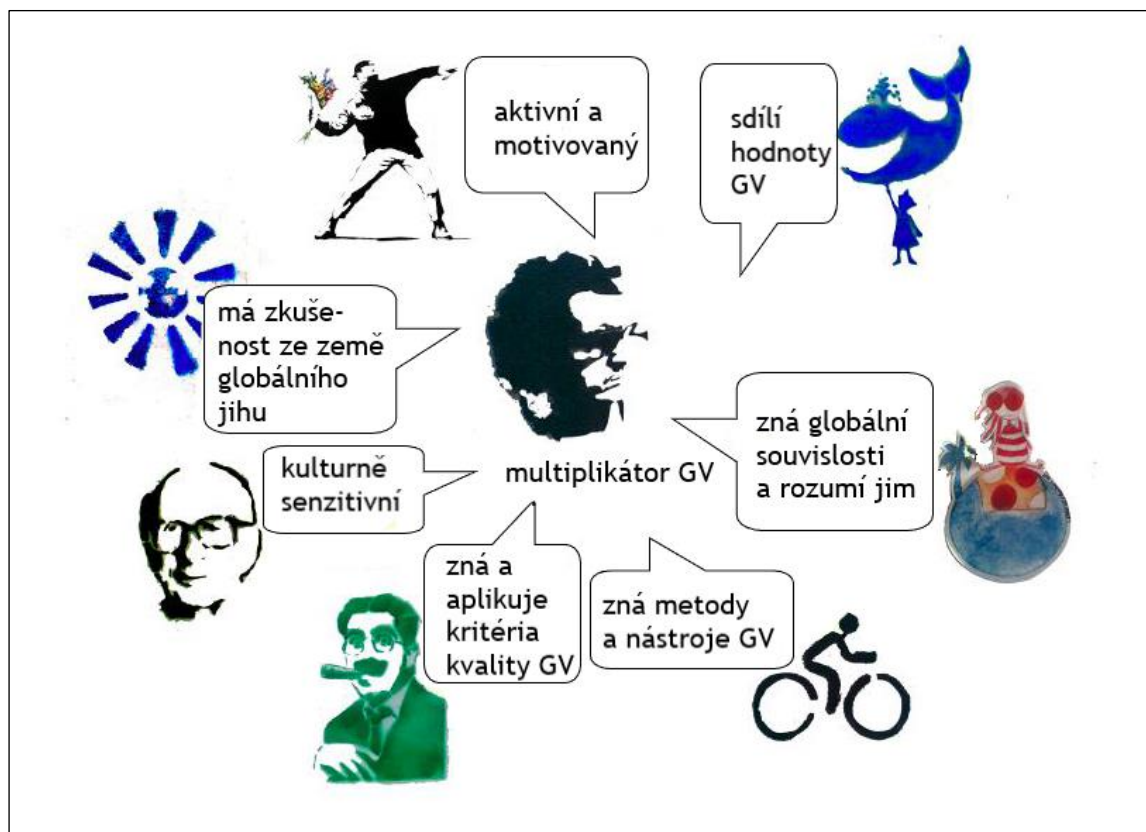 aktivní a
motivovaný
sdílí
hodnoty
GV
má zkuše-
nost ze země
globálního
jihu
zná globální
souvislosti
a rozumí jim
kulturně
senzitivní
multiplikátor GV
zná a
aplikuje
kritéria
kvality GV
zná metody
a nástroje GV